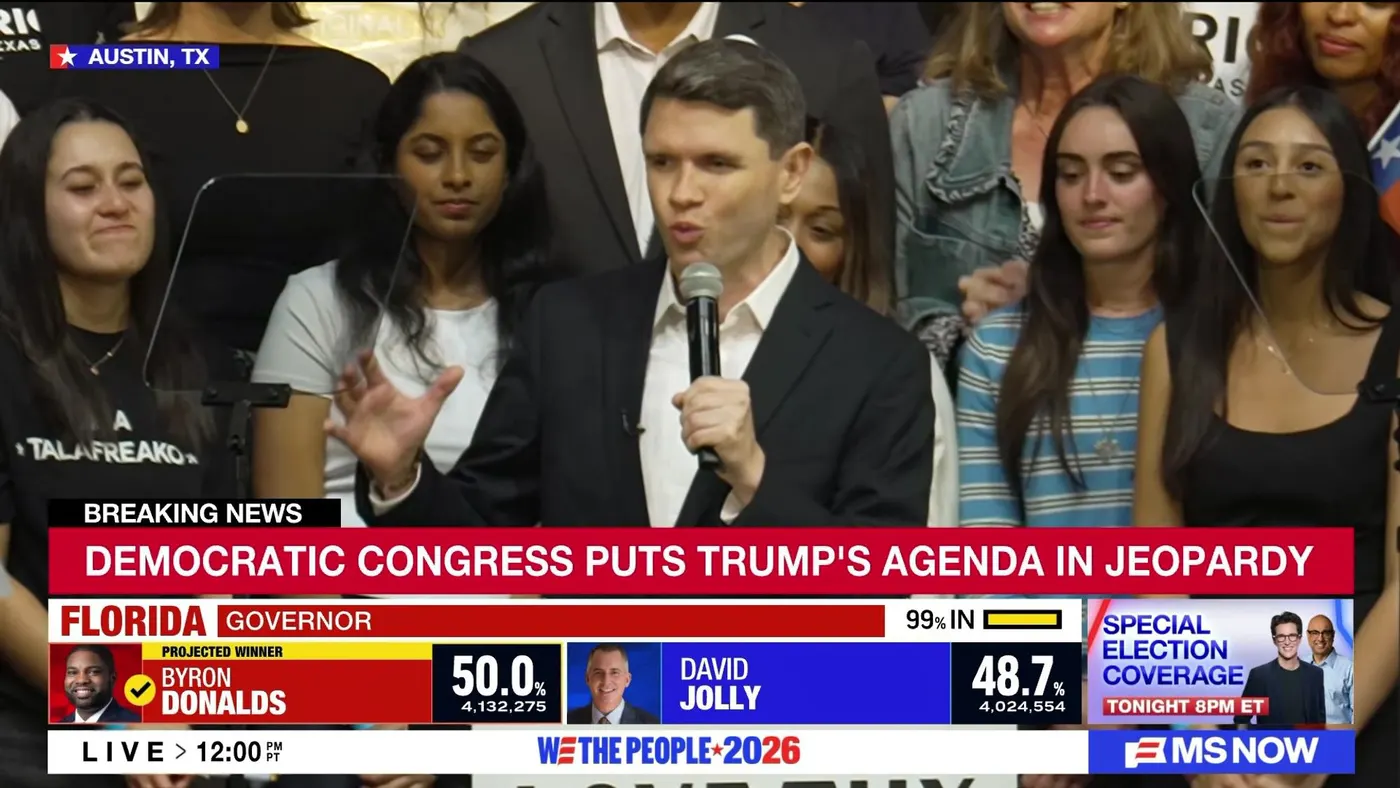 TEXAS
AUSTIN, TX
A
TALAFREAKO
BREAKING NEWS
DEMOCRATIC CONGRESS PUTS TRUMP'S AGENDA IN JEOPARDY
FLORIDA GOVERNOR 99% IN
PROJECTED WINNER
BYRON
DONALDS
50.0%
4,132,275
DAVID
JOLLY
48.7%
4,024,554
SPECIAL
ELECTION
COVERAGE
TONIGHT 8PM ET
LIVE > 12:00 PM PT
WE THE PEOPLE★2026
MS NOW